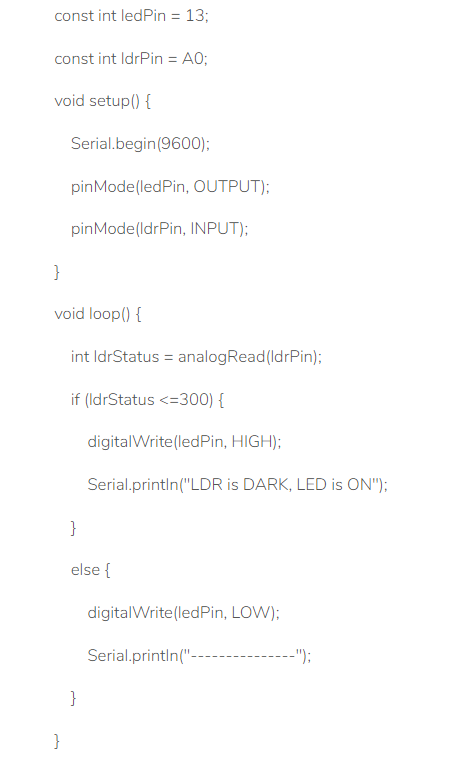 const int ledPin = 13;
const int ldrPin = A0;
void setup() {
Serial.begin(9600);
pinMode(ledPin, OUTPUT);
pinMode(ldrPin, INPUT);
}
void loop() {
int ldrStatus = analogRead(ldrPin);
if (ldrStatus <=300) {
digitalWrite(ledPin, HIGH);
Serial.println("LDR is DARK, LED is ON");
}
else {
digitalWrite(ledPin, LOW);
Serial.println("---------------");
}
}